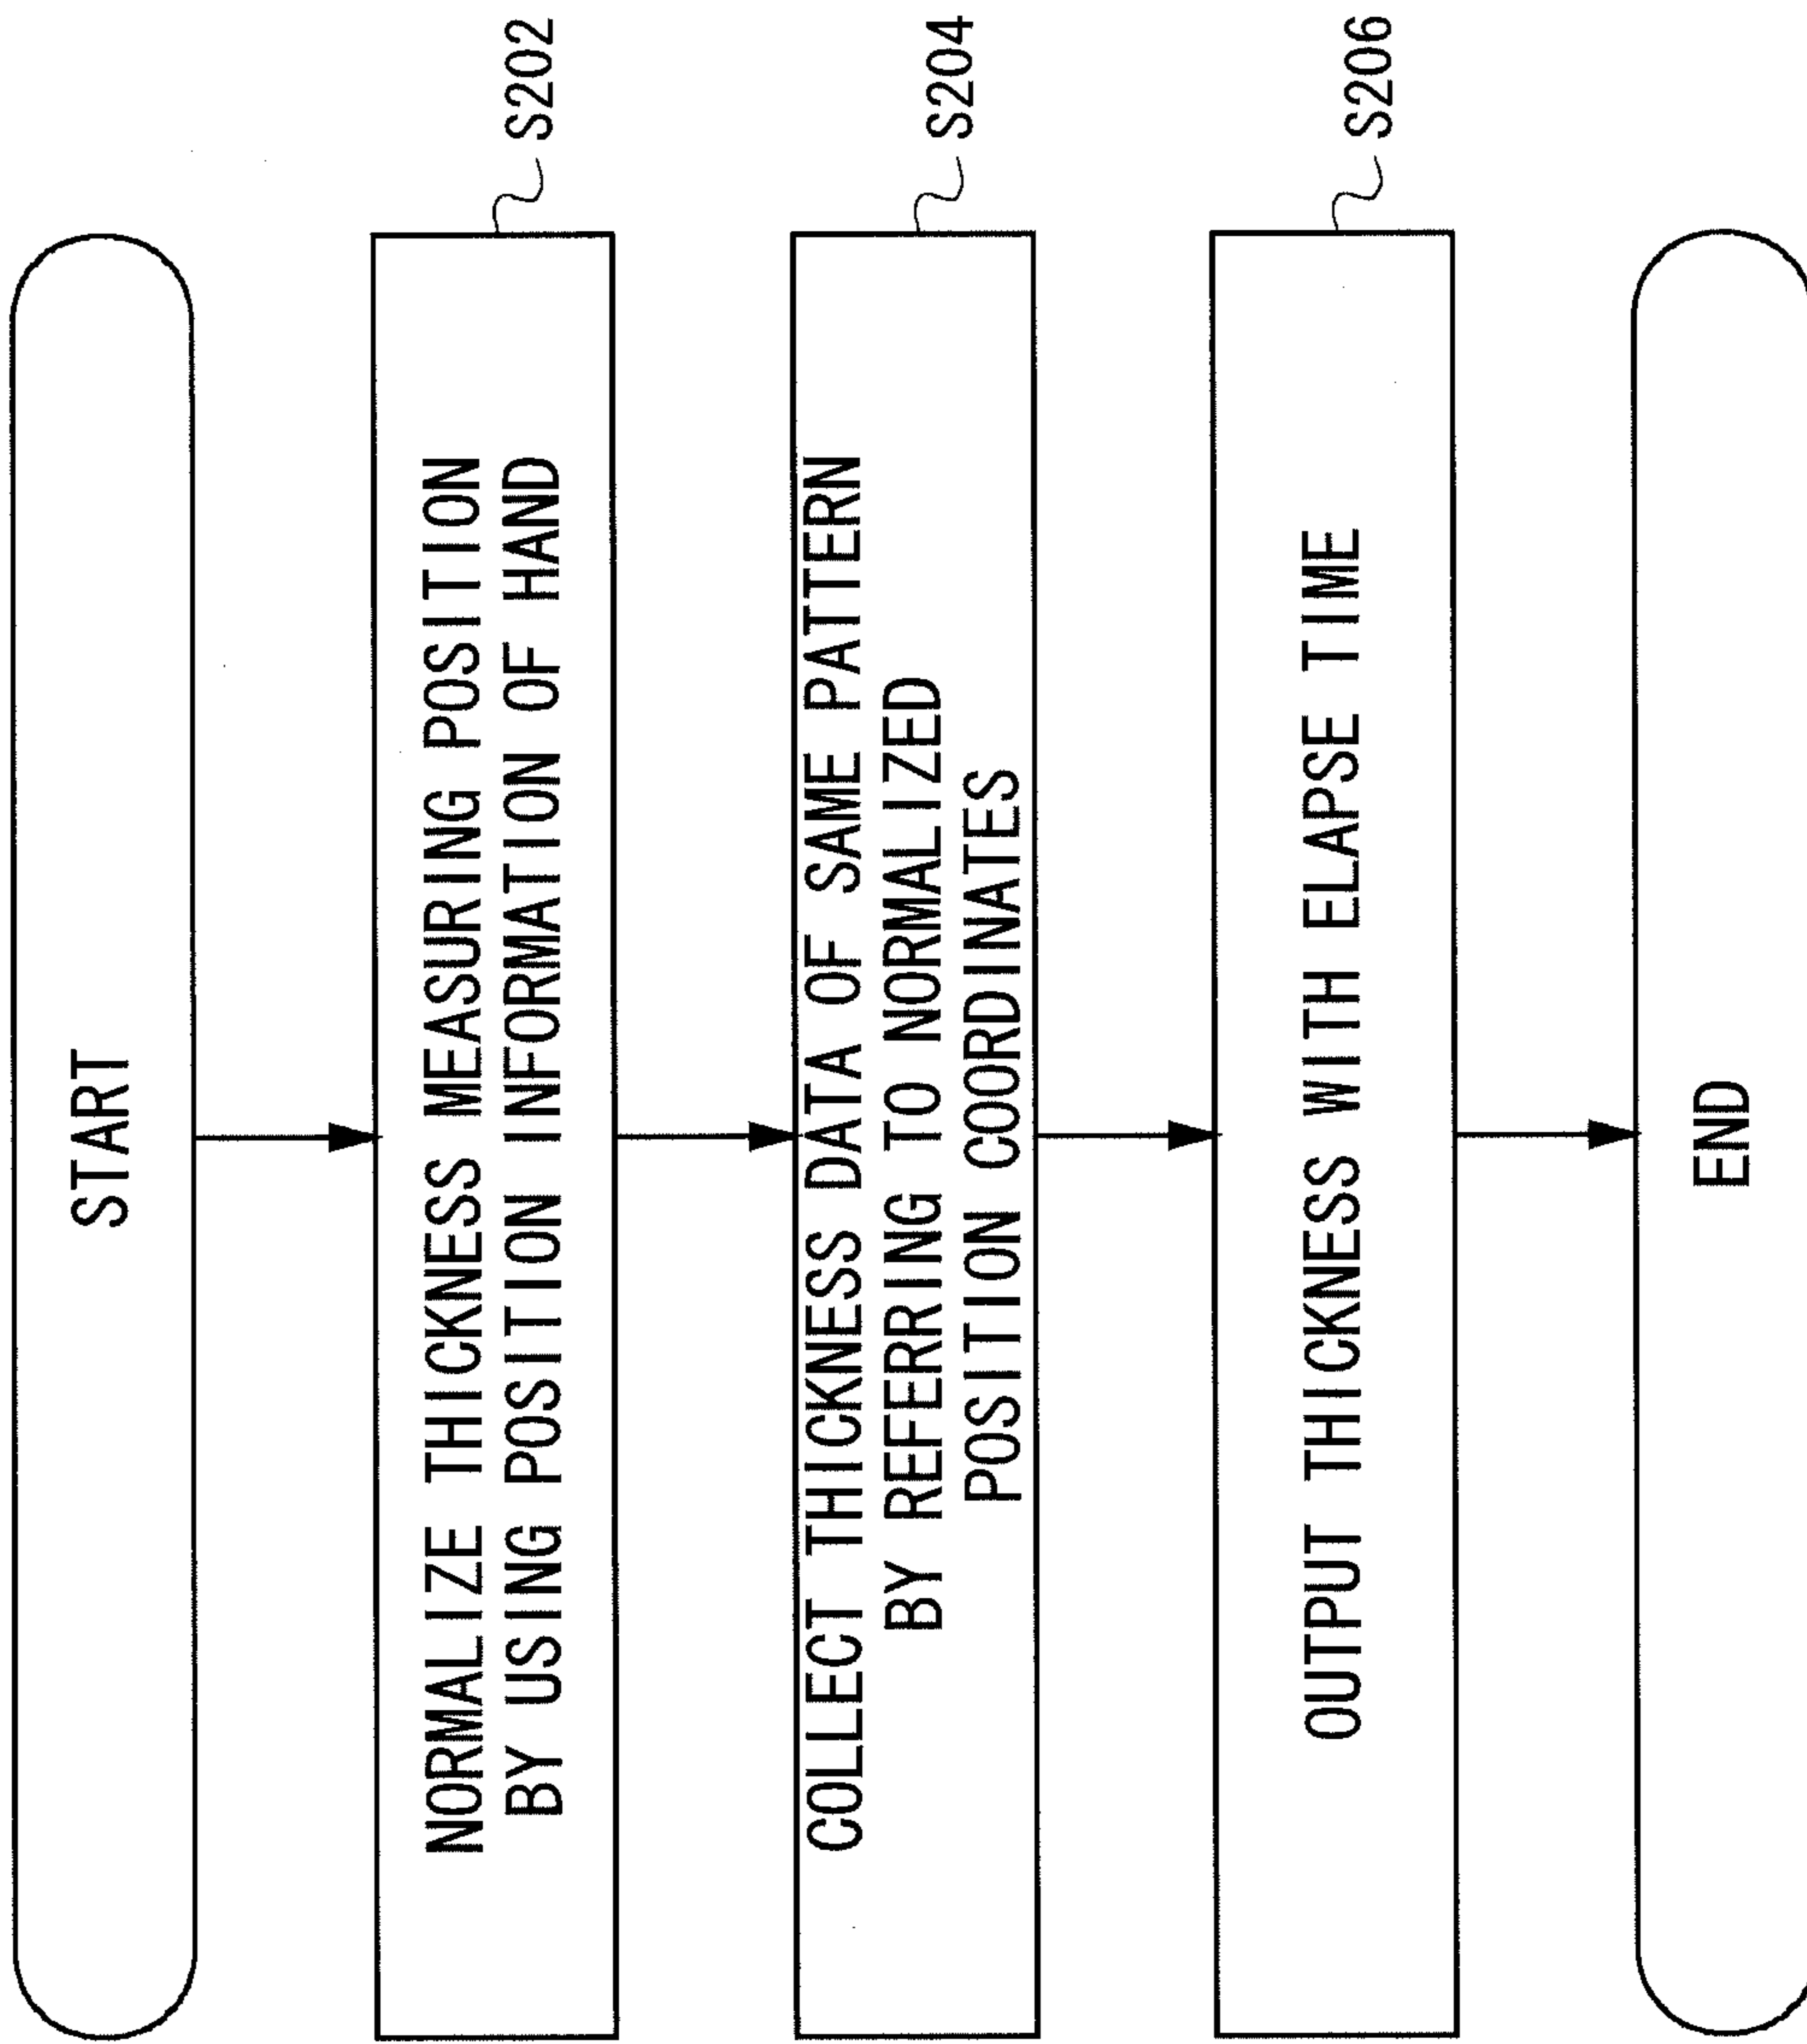 START
NORMALIZE THICKNESS MEASURING POSITION
BY USING POSITION INFORMATION OF HAND
S202
COLLECT THICKNESS DATA OF SAME PATTERN
BY REFERRING TO NORMALIZED
POSITION COORDINATES
S204
OUTPUT THICKNESS WITH ELAPSE TIME
S206
END